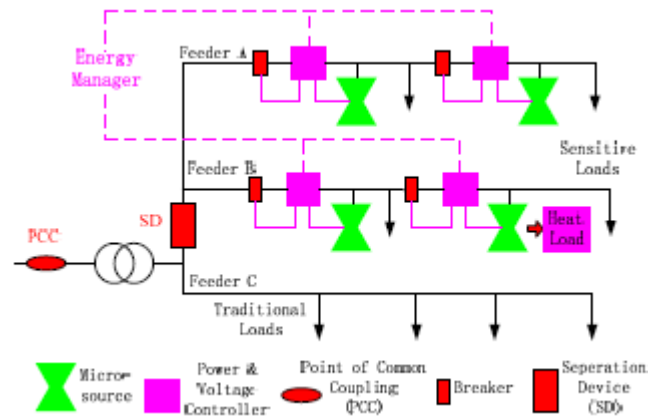 Energy
Manager
Feeder A
Sensitive
Loads
Feeder B
SD
Heat
Load
PCC
Feeder C
Traditional
Loads
Micro-
source
Power &
Voltage
Controller
Point of Common
Coupling
(PCC)
Breaker
Seperation
Device
(SD)